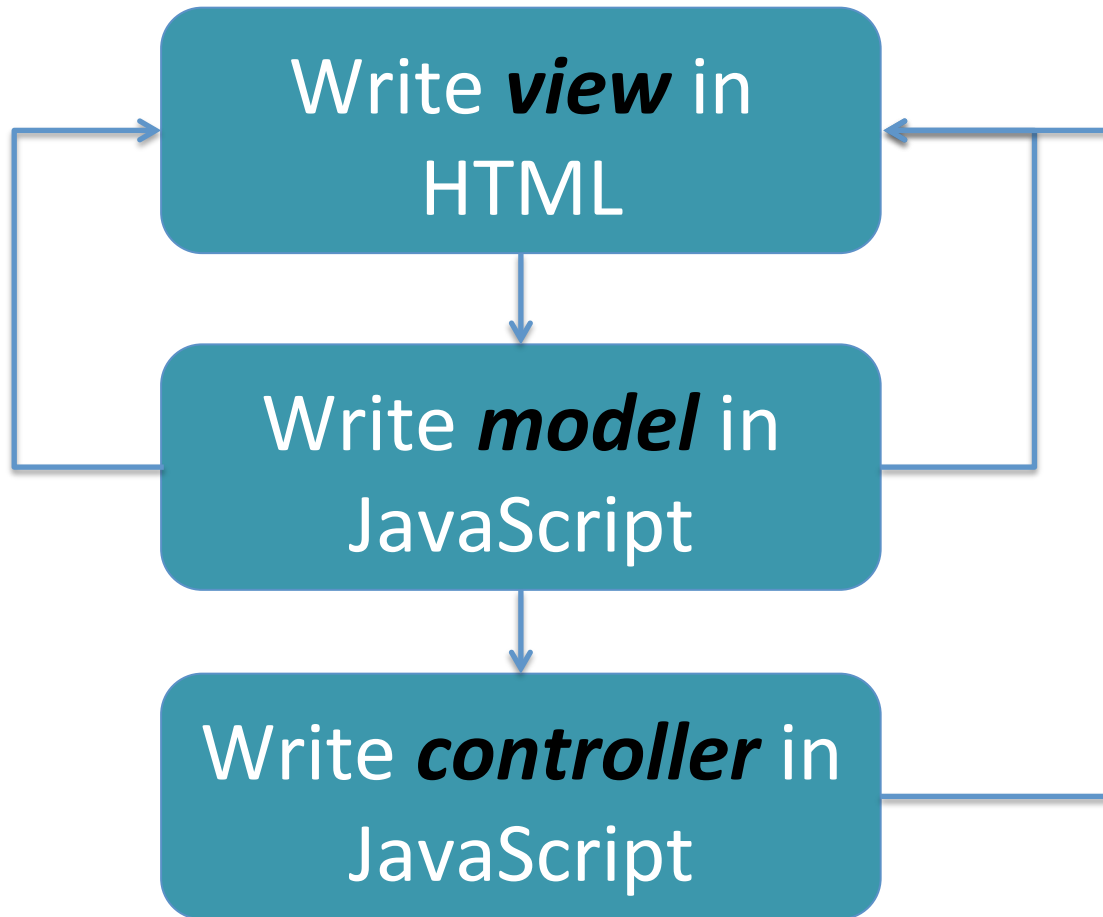 Write view in
HTML
Write model in
JavaScript
Write controller in
JavaScript